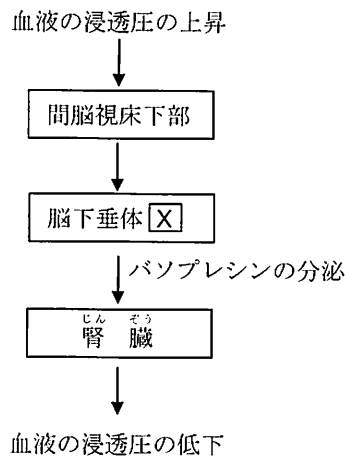 血液の浸透圧の上昇
間脳視床下部
脳下垂体 X
バソプレシンの分泌
じん ぞう
腎 臓
血液の浸透圧の低下